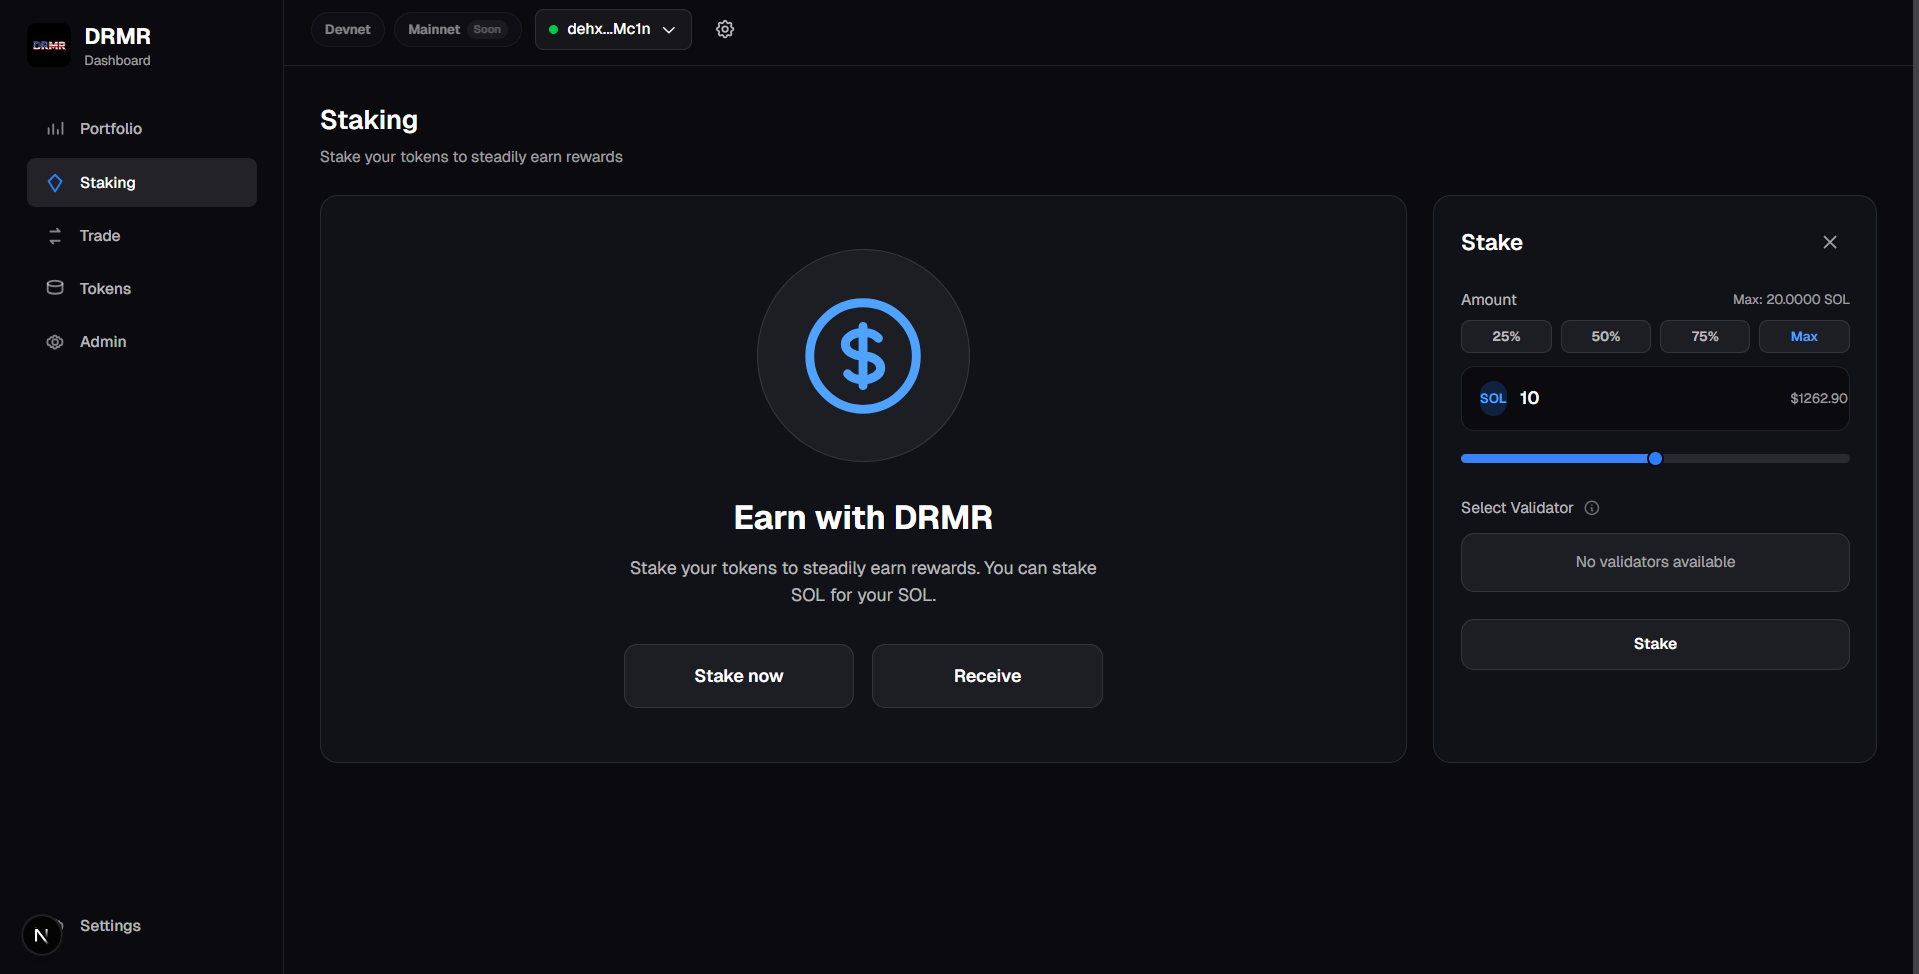 DRMR
DRMR
Dashboard
Portfolio
Staking
Trade
Tokens
Admin
Settings
N
Devnet
Mainnet Soon
dehx...Mc1n
Staking
Stake your tokens to steadily earn rewards
$
Earn with DRMR
Stake your tokens to steadily earn rewards. You can stake
SOL for your SOL.
Stake now
Receive
Stake
Amount
Max: 20.0000 SOL
25%
50%
75%
Max
SOL 10
$1262.90
Select Validator
No validators available
Stake